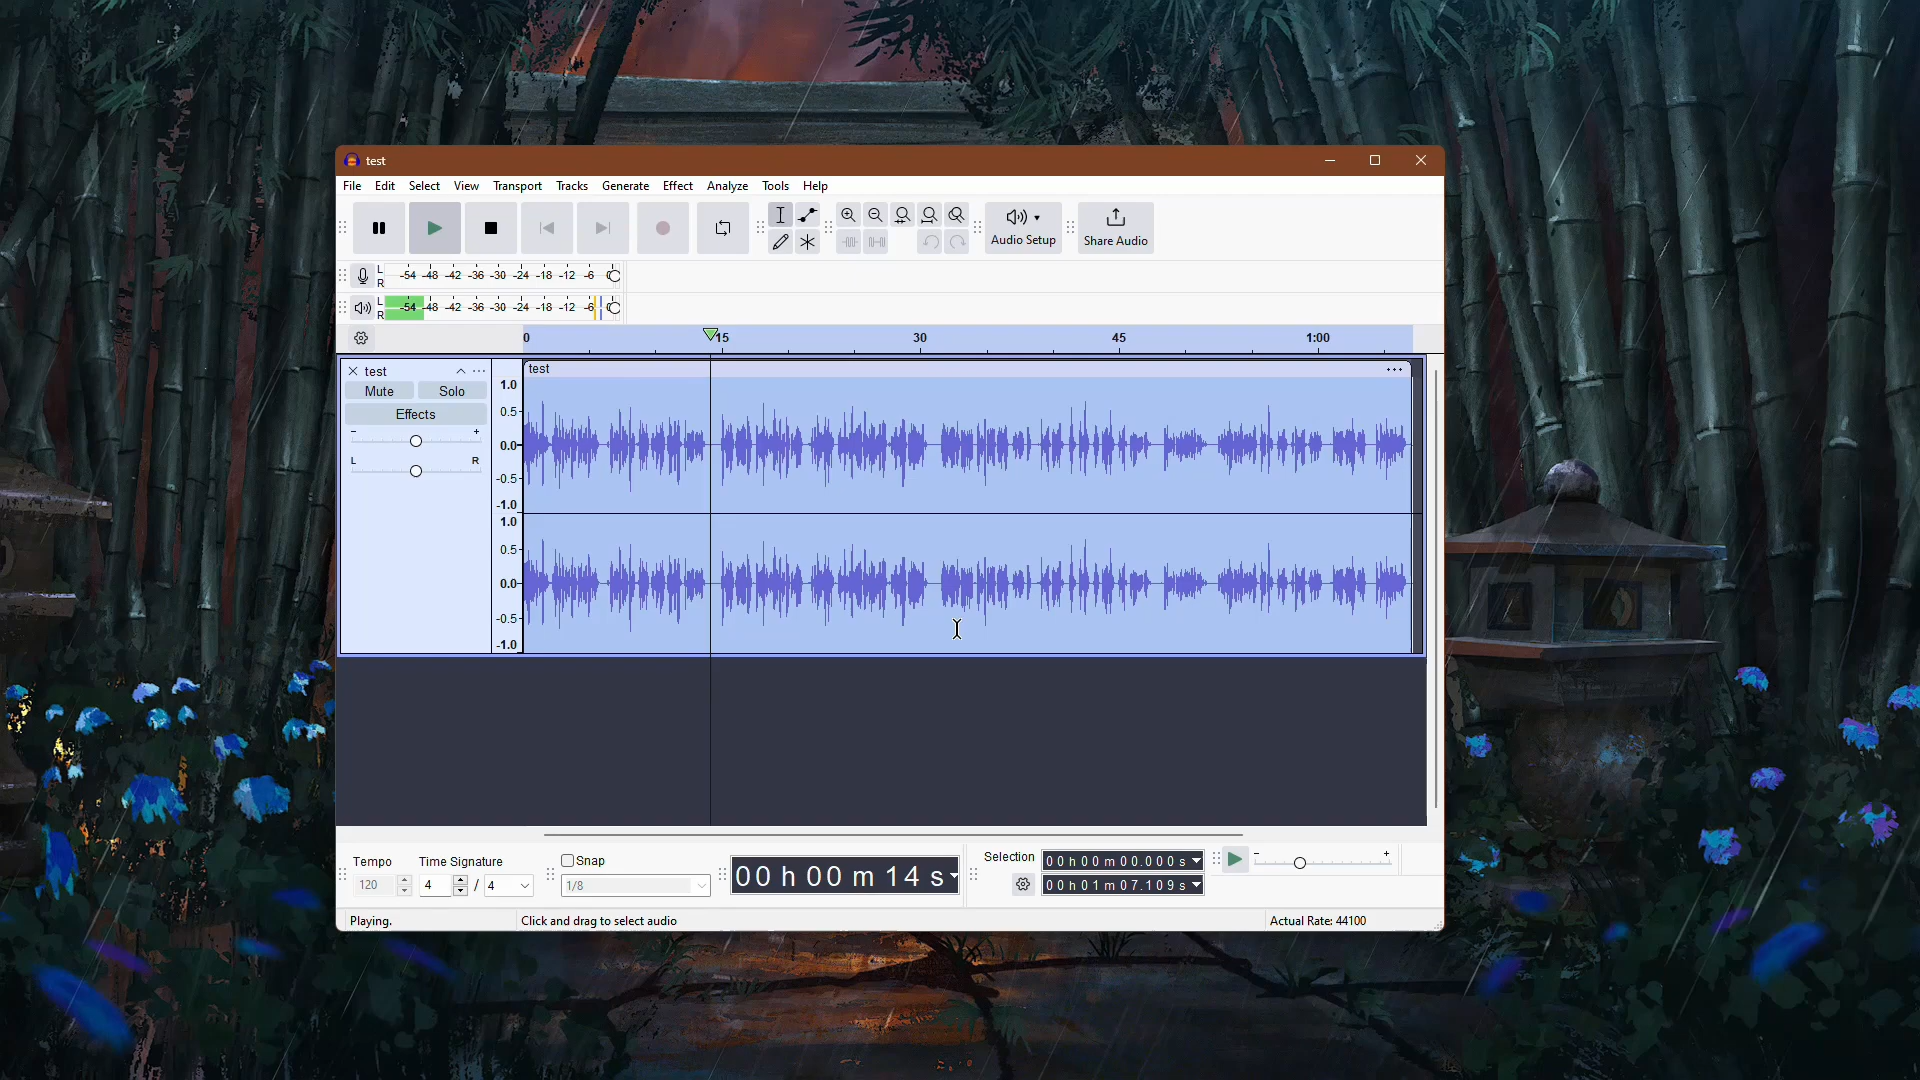 test
File Edit Select View Transport Tracks Generate Effect Analyze Tools Help
Audio Setup
Share Audio
L
R
-54 -48 -42 -36 -30 -24 -18 -12 -6 0
L
R
-54 -48 -42 -36 -30 -24 -18 -12 -6 0
0 15 30 45 1:00
test
Mute Solo
Effects
- +
L R
test
1.0
0.5
0.0
-0.5
-1.0
1.0
0.5
0.0
-0.5
-1.0
Tempo
120
Time Signature
4 / 4
Snap
1/8
00 h 00 m 14 s
Selection
00 h 00 m 00.000 s
00 h 01 m 07.109 s
- +
Playing.
Click and drag to select audio
Actual Rate: 44100